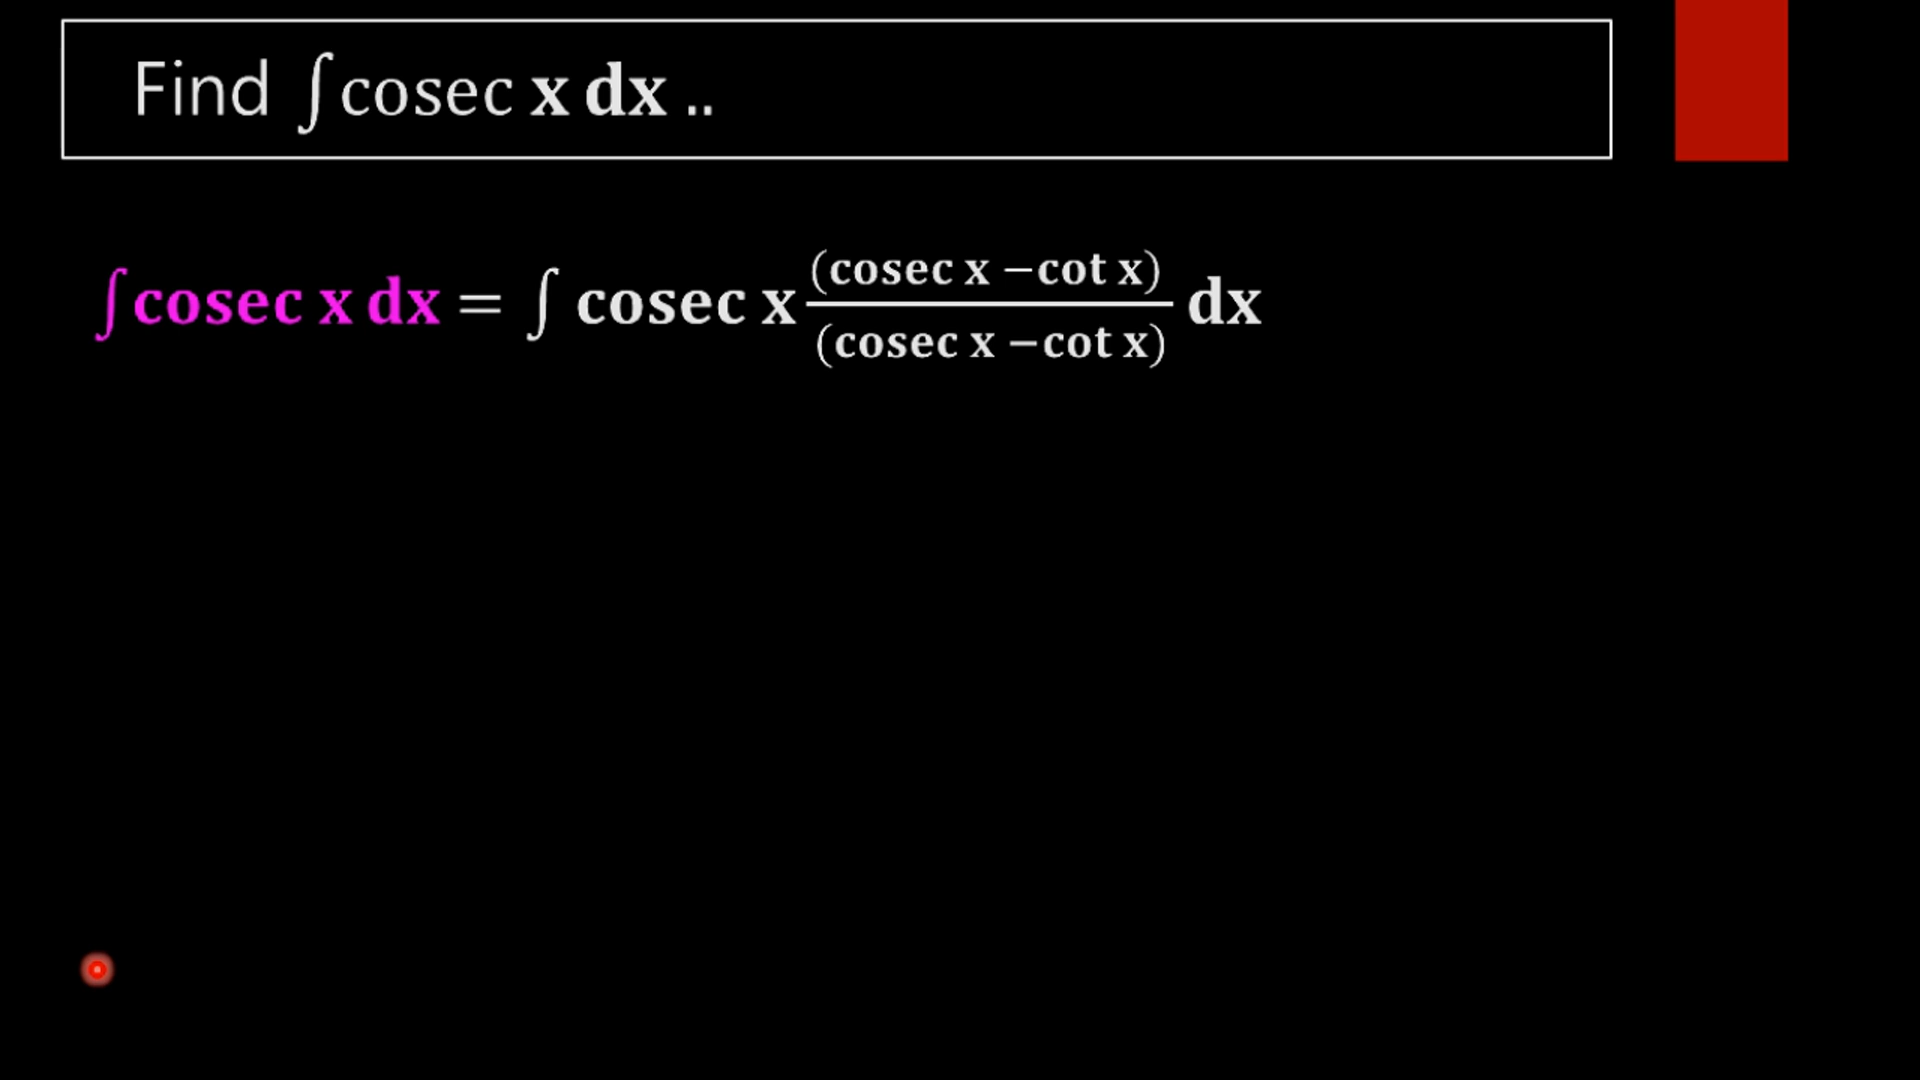 Find ∫cosec x dx ..
∫cosec x dx = ∫ cosec x (cosec x −cot x)/(cosec x −cot x) dx